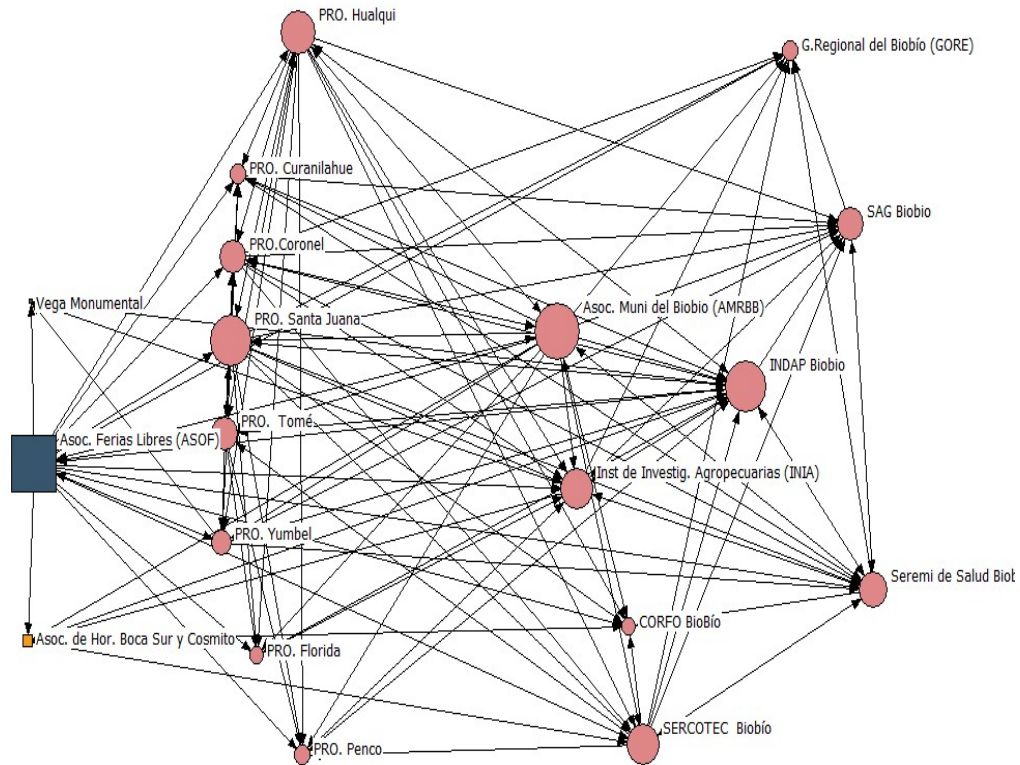 PRO. Hualqui
G.Regional del Biobío (GORE)
PRO. Curanilahue
SAG Biobio
PRO.Coronel
Vega Monumental
Asoc. Muni del Biobio (AMRBB)
PRO. Santa Juana
INDAP Biobio
PRO. Tomé
Asoc. Ferias Libres (ASOF)
Inst de Investig. Agropecuarias (INIA)
PRO. Yumbel
Seremi de Salud Biob
CORFO BioBío
Asoc. de Hor. Boca Sur y Cosmito
PRO. Florida
SERCOTEC Biobío
PRO. Penco